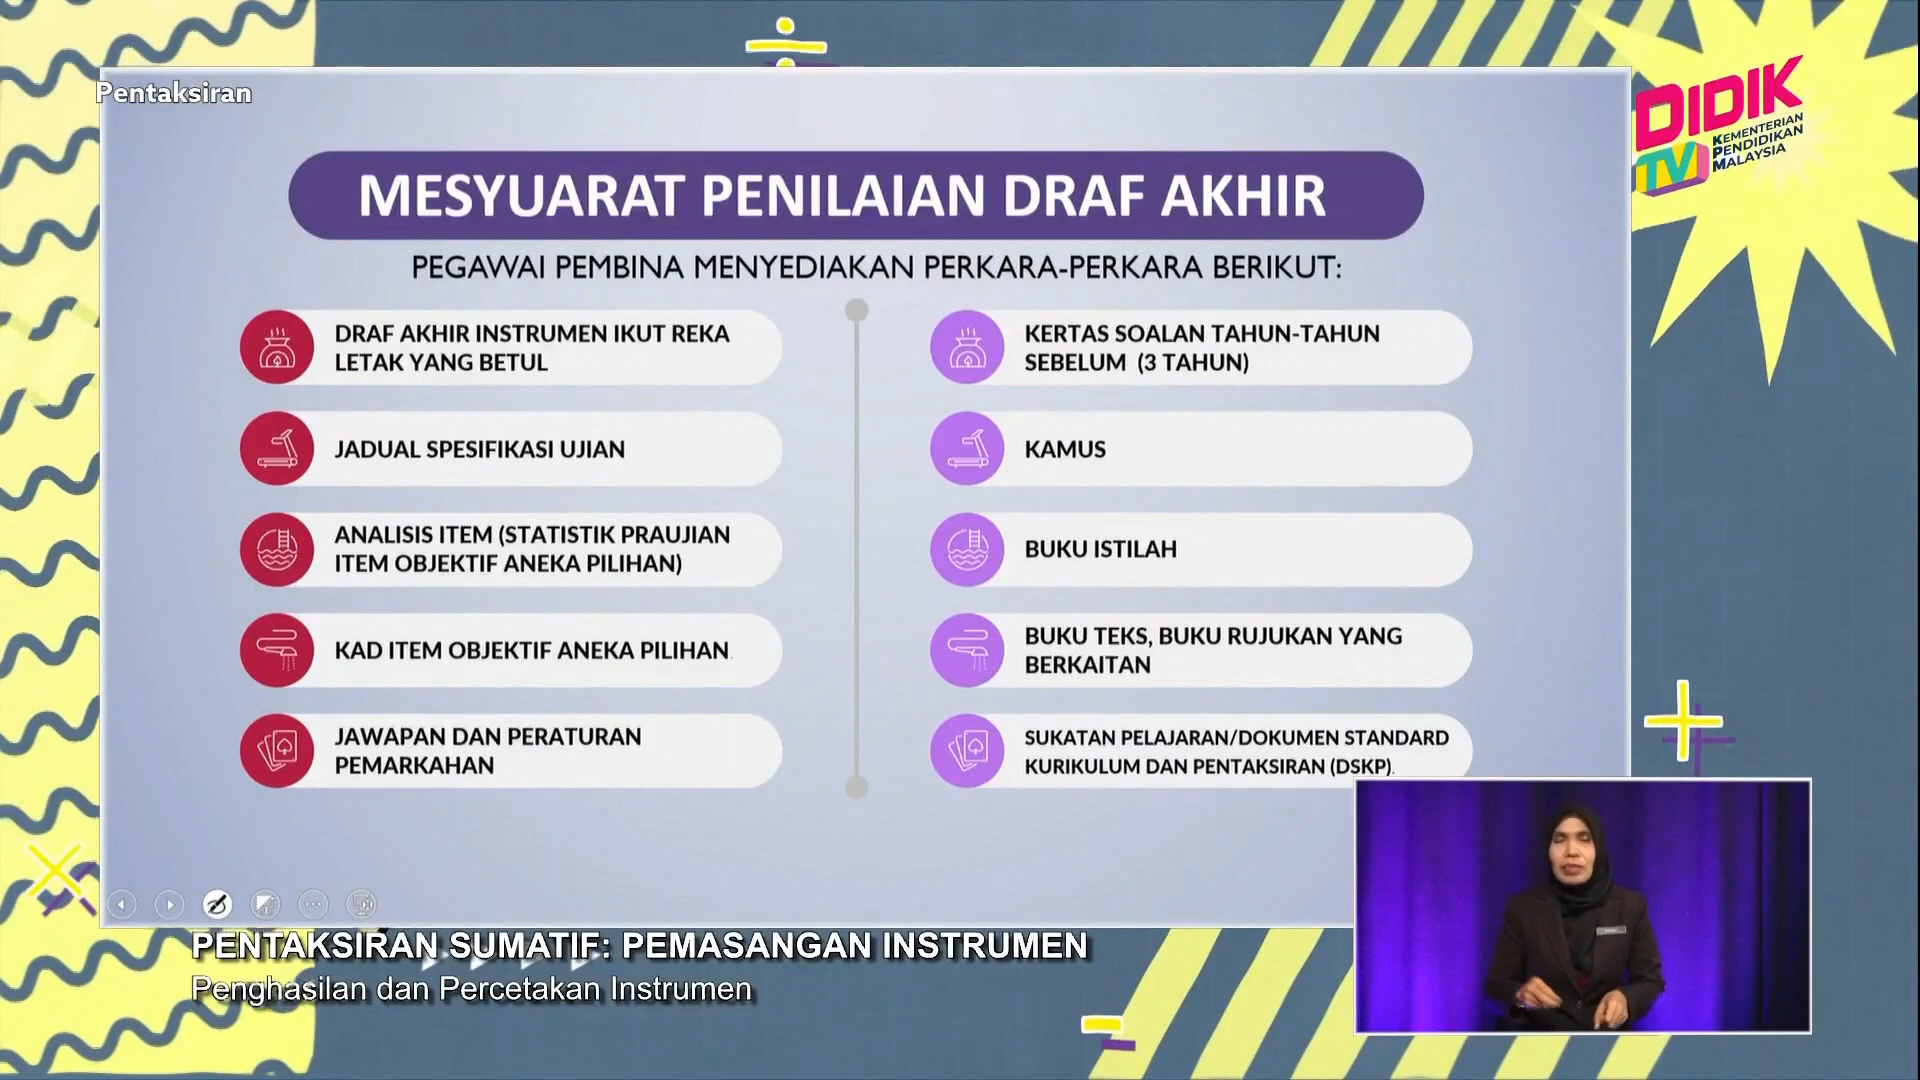 Pentaksiran
DIDIK
TV
KEMENTERIAN
PENDIDIKAN
MALAYSIA
MESYUARAT PENILAIAN DRAF AKHIR
PEGAWAI PEMBINA MENYEDIAKAN PERKARA-PERKARA BERIKUT:
DRAF AKHIR INSTRUMEN IKUT REKA
LETAK YANG BETUL
JADUAL SPESIFIKASI UJIAN
ANALISIS ITEM (STATISTIK PRAUJIAN
ITEM OBJEKTIF ANEKA PILIHAN)
KAD ITEM OBJEKTIF ANEKA PILIHAN.
JAWAPAN DAN PERATURAN
PEMARKAHAN
KERTAS SOALAN TAHUN-TAHUN
SEBELUM (3 TAHUN)
KAMUS
BUKU ISTILAH
BUKU TEKS, BUKU RUJUKAN YANG
BERKAITAN
SUKATAN PELAJARAN/DOKUMEN STANDARD
KURIKULUM DAN PENTAKSIRAN (DSKP).
PENTAKSIRAN SUMATIF: PEMASANGAN INSTRUMEN
Penghasilan dan Percetakan Instrumen